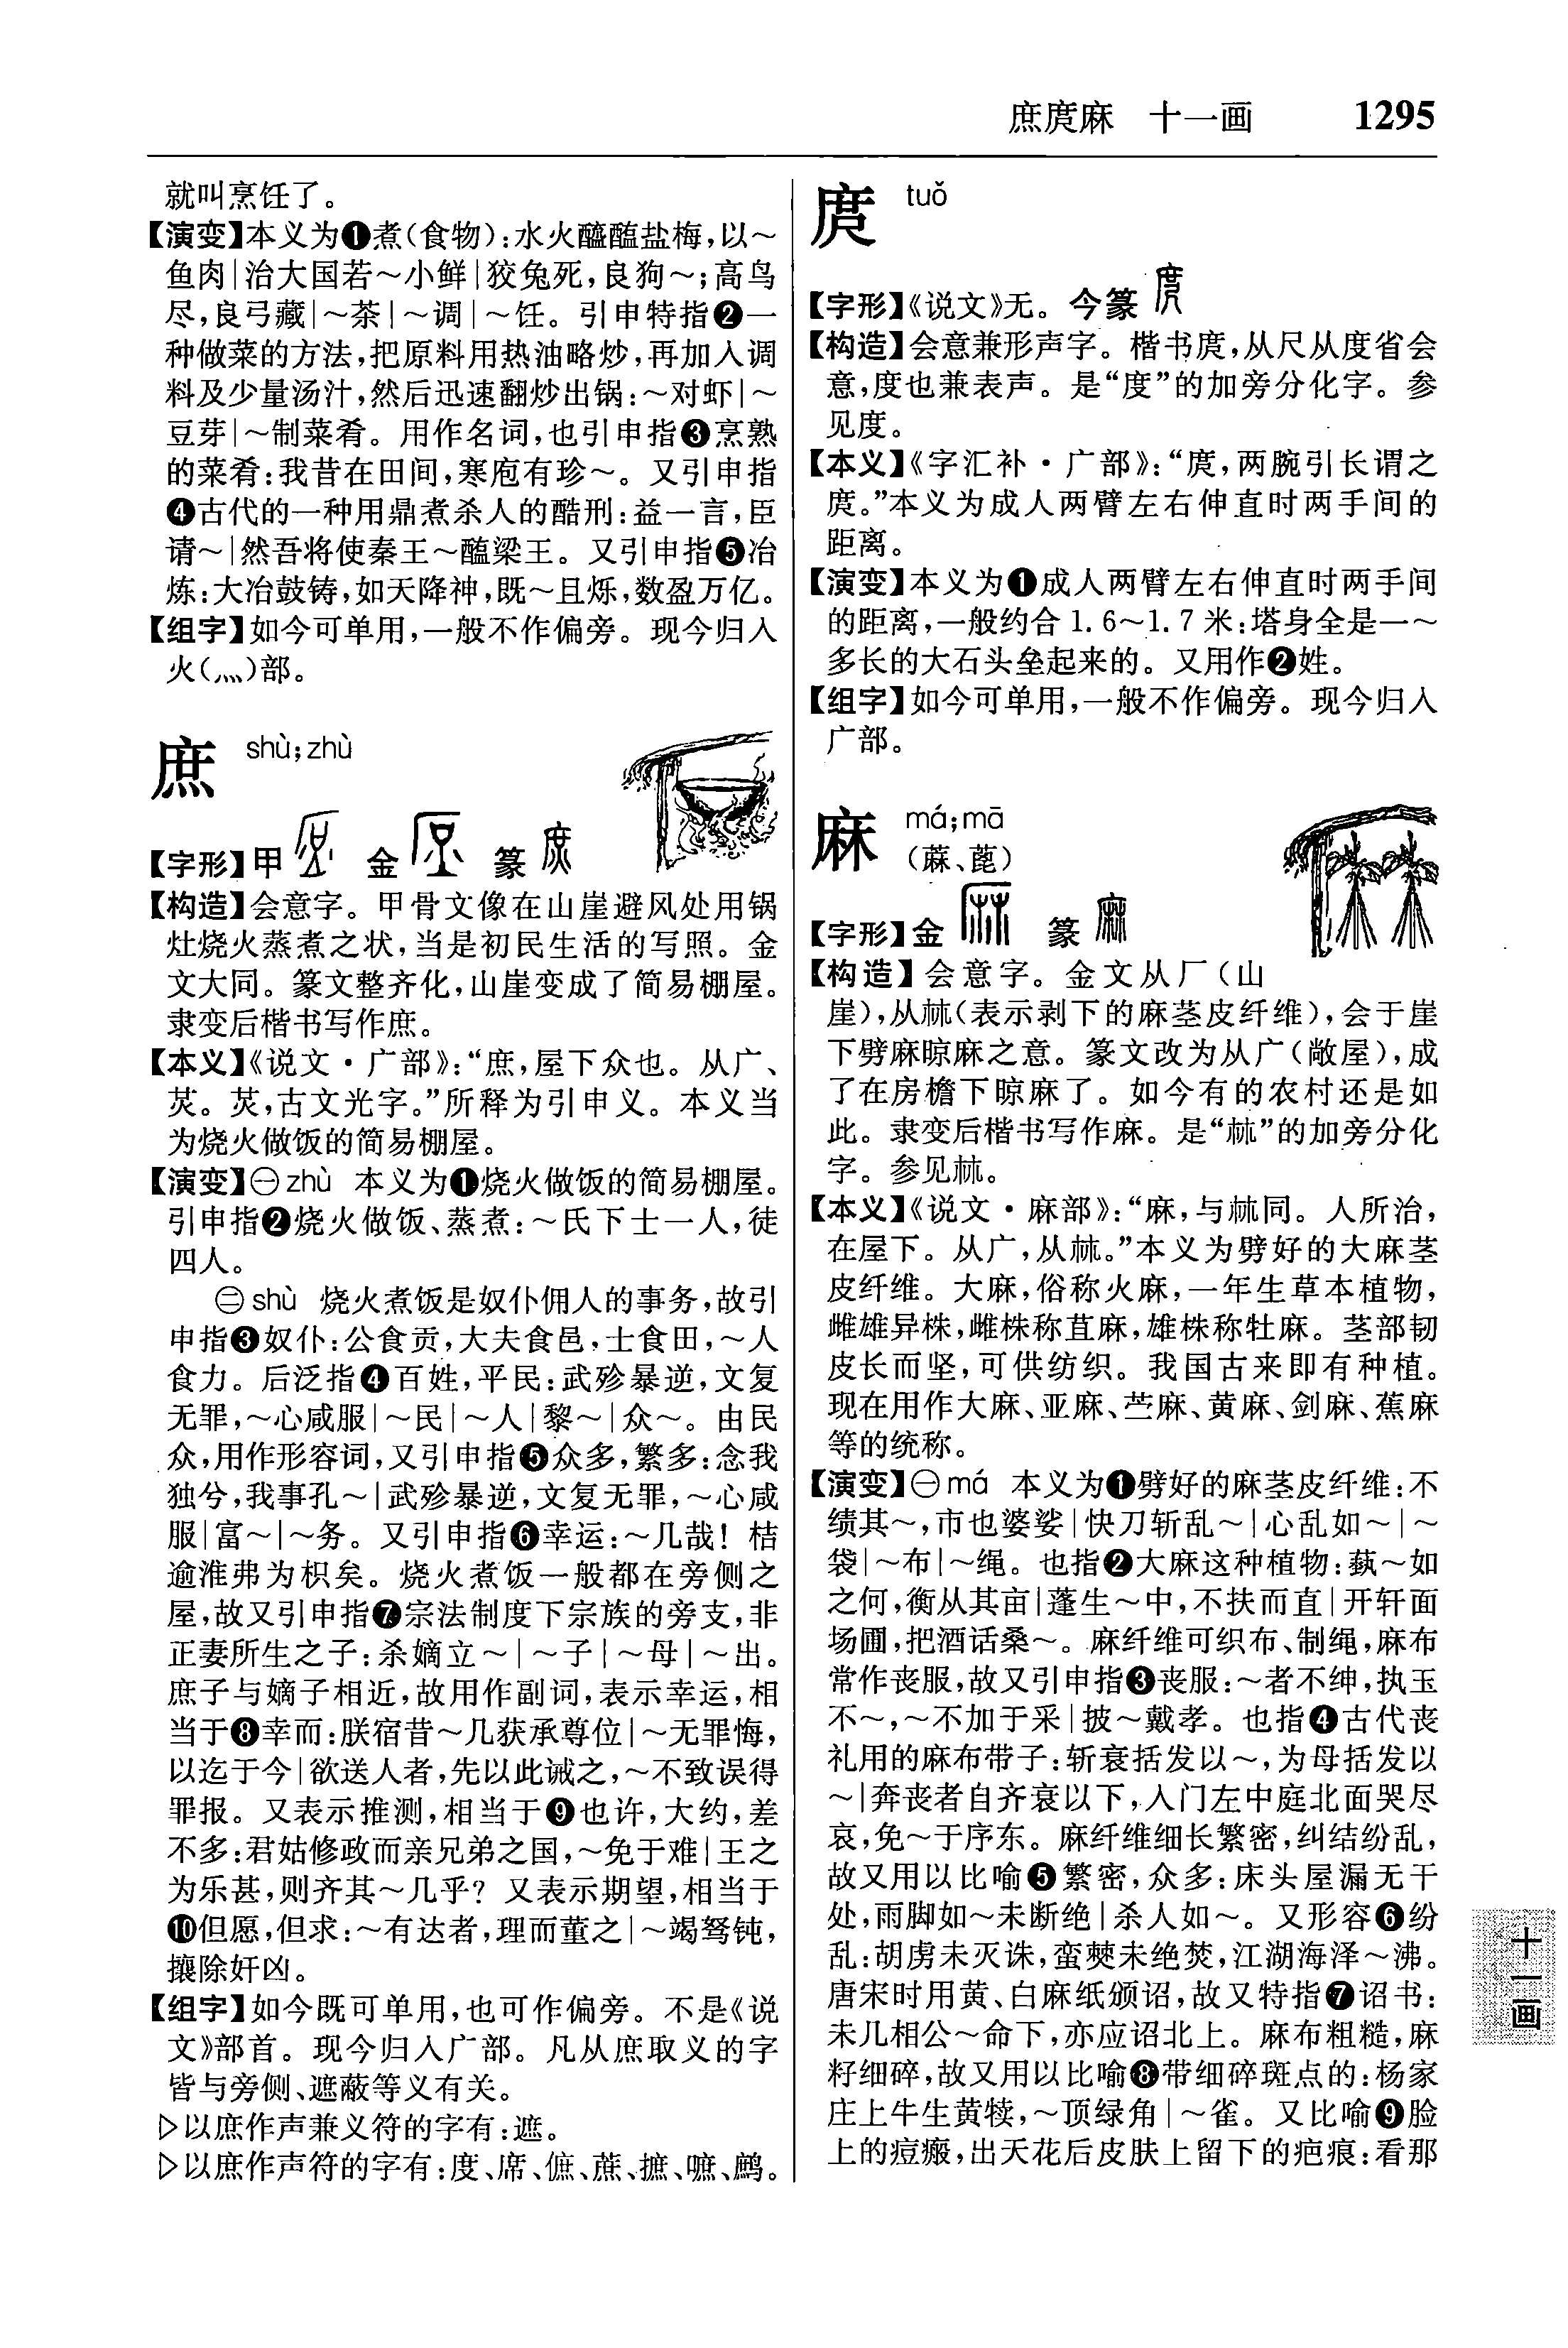 庶庹麻 十一画 1295
就叫烹饪了。
【演变】本义为❶煮(食物):水火醯醢盐梅,以～
鱼肉|治大国若～小鲜|狡兔死,良狗～;高鸟
尽,良弓藏|～茶|～调|～饪。引申特指❷一
种做菜的方法,把原料用热油略炒,再加入调
料及少量汤汁,然后迅速翻炒出锅:～对虾|～
豆芽|～制菜肴。用作名词,也引申指❸烹熟
的菜肴:我昔在田间,寒庖有珍～。又引申指
❹古代的一种用鼎煮杀人的酷刑:益一言,臣
请～|然吾将使秦王～醢梁王。又引申指❺冶
炼:大冶鼓铸,如天降神,既～且烁,数盈万亿。
【组字】如今可单用,一般不作偏旁。现今归入
火(灬)部。
庶 shù;zhù
【字形】甲 金 篆
【构造】会意字。甲骨文像在山崖避风处用锅
灶烧火蒸煮之状,当是初民生活的写照。金
文大同。篆文整齐化,山崖变成了简易棚屋。
隶变后楷书写作庶。
【本义】《说文·广部》:“庶,屋下众也。从广、
炗。炗,古文光字。”所释为引申义。本义当
为烧火做饭的简易棚屋。
【演变】㊀zhù 本义为❶烧火做饭的简易棚屋。
引申指❷烧火做饭、蒸煮:～氏下士一人,徒
四人。
㊁shù 烧火煮饭是奴仆佣人的事务,故引
申指❸奴仆:公食贡,大夫食邑,士食田,～人
食力。后泛指❹百姓,平民:武殄暴逆,文复
无罪,～心咸服|～民|～人|黎～|众～。由民
众,用作形容词,又引申指❺众多,繁多:念我
独兮,我事孔～|武殄暴逆,文复无罪,～心咸
服|富～|～务。又引申指❻幸运:～几哉!桔
逾淮弗为枳矣。烧火煮饭一般都在旁侧之
屋,故又引申指❼宗法制度下宗族的旁支,非
正妻所生之子:杀嫡立～|～子|～母|～出。
庶子与嫡子相近,故用作副词,表示幸运,相
当于❽幸而:朕宿昔～几获承尊位|～无罪悔,
以迄于今|欲送人者,先以此诫之,～不致误得
罪报。又表示推测,相当于❾也许,大约,差
不多:君姑修政而亲兄弟之国,～免于难|王之
为乐甚,则齐其～几乎?又表示期望,相当于
❿但愿,但求:～有达者,理而董之|～竭驽钝,
攘除奸凶。
【组字】如今既可单用,也可作偏旁。不是《说
文》部首。现今归入广部。凡从庶取义的字
皆与旁侧、遮蔽等义有关。
▷以庶作声兼义符的字有:遮。
▷以庶作声符的字有:度、席、傂、蔗、摭、嗻、鹧。
庹 tuǒ
【字形】《说文》无。今篆
【构造】会意兼形声字。楷书庹,从尺从度省会
意,度也兼表声。是“度”的加旁分化字。参
见度。
【本义】《字汇补·广部》:“庹,两腕引长谓之
庹。”本义为成人两臂左右伸直时两手间的
距离。
【演变】本义为❶成人两臂左右伸直时两手间
的距离,一般约合1.6～1.7米:塔身全是一～
多长的大石头垒起来的。又用作❷姓。
【组字】如今可单用,一般不作偏旁。现今归入
广部。
麻 má;mā
(蔴、蔍)
【字形】金 篆
【构造】会意字。金文从厂(山
崖),从𣏟(表示剥下的麻茎皮纤维),会于崖
下劈麻晾麻之意。篆文改为从广(敞屋),成
了在房檐下晾麻了。如今有的农村还是如
此。隶变后楷书写作麻。是“𣏟”的加旁分化
字。参见𣏟。
【本义】《说文·麻部》:“麻,与𣏟同。人所治,
在屋下。从广,从𣏟。”本义为劈好的大麻茎
皮纤维。大麻,俗称火麻,一年生草本植物,
雌雄异株,雌株称苴麻,雄株称牡麻。茎部韧
皮长而坚,可供纺织。我国古来即有种植。
现在用作大麻、亚麻、苎麻、黄麻、剑麻、蕉麻
等的统称。
【演变】㊀má 本义为❶劈好的麻茎皮纤维:不
绩其～,市也婆娑|快刀斩乱～|心乱如～|～
袋|～布|～绳。也指❷大麻这种植物:蓺～如
之何,衡从其亩|蓬生～中,不扶而直|开轩面
场圃,把酒话桑～。麻纤维可织布、制绳,麻布
常作丧服,故又引申指❸丧服:～者不绅,执玉
不～,～不加于采|披～戴孝。也指❹古代丧
礼用的麻布带子:斩衰括发以～,为母括发以
～|奔丧者自齐衰以下,入门左中庭北面哭尽
哀,免～于序东。麻纤维细长繁密,纠结纷乱,
故又用以比喻❺繁密,众多:床头屋漏无干
处,雨脚如～未断绝|杀人如～。又形容❻纷
乱:胡虏未灭诛,蛮僰未绝焚,江湖海泽～沸。
唐宋时用黄、白麻纸颁诏,故又特指❼诏书:
未几相公～命下,亦应诏北上。麻布粗糙,麻
籽细碎,故又用以比喻❽带细碎斑点的:杨家
庄上牛生黄犊,～顶绿角|～雀。又比喻❾脸
上的痘瘢,出天花后皮肤上留下的疤痕:看那
十一画